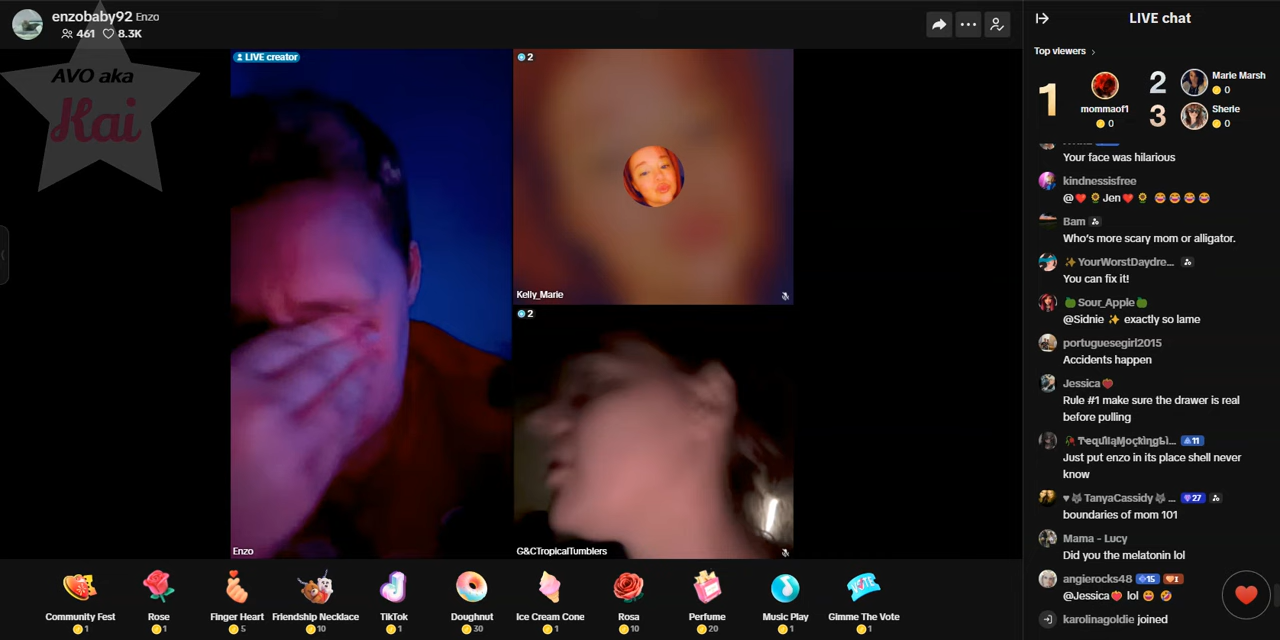 enzobaby92 Enzo
461 8.3K
AVO aka
Kai
LIVE creator
2
Kelly_Marie
2
Enzo
G&CTropicalTumblers
Community Fest
1
Rose
1
Finger Heart
5
Friendship Necklace
10
TikTok
1
Doughnut
30
Ice Cream Cone
1
Rosa
10
Perfume
20
Music Play
1
Gimme The Vote
1
LIVE chat
Top viewers
1
mommaof1
0
2
Marie Marsh
0
3
Sherie
0
Your face was hilarious
kindnessisfree
@❤️🌻Jen❤️🌻 😂😂😂😂
Bam
Who's more scary mom or alligator.
✨YourWorstDaydre...
You can fix it!
🍏Sour_Apple🍏
@Sidnie ✨ exactly so lame
portuguesegirl2015
Accidents happen
Jessica🍓
Rule #1 make sure the drawer is real
before pulling
11
Just put enzo in its place shell never
know
♥🐺TanyaCassidy🐺 ... 27
boundaries of mom 101
Mama - Lucy
Did you the melatonin lol
angierocks48 15 1
@Jessica🍓 lol 😂 🤣
karolinagoldie joined